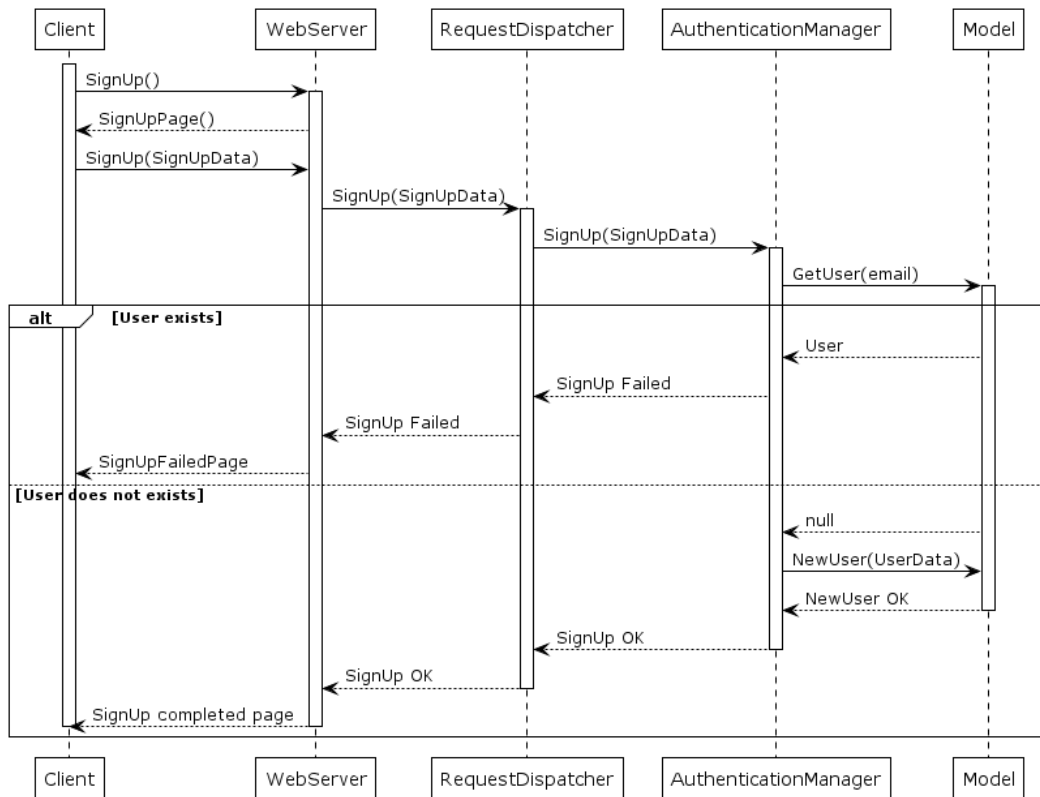 Client
WebServer
RequestDispatcher
AuthenticationManager
Model
SignUp()
SignUpPage()
SignUp(SignUpData)
SignUp(SignUpData)
SignUp(SignUpData)
GetUser(email)
alt
[User exists]
User
SignUp Failed
SignUp Failed
SignUpFailedPage
[User does not exists]
null
NewUser(UserData)
NewUser OK
SignUp OK
SignUp OK
SignUp completed page
Client
WebServer
RequestDispatcher
AuthenticationManager
Model